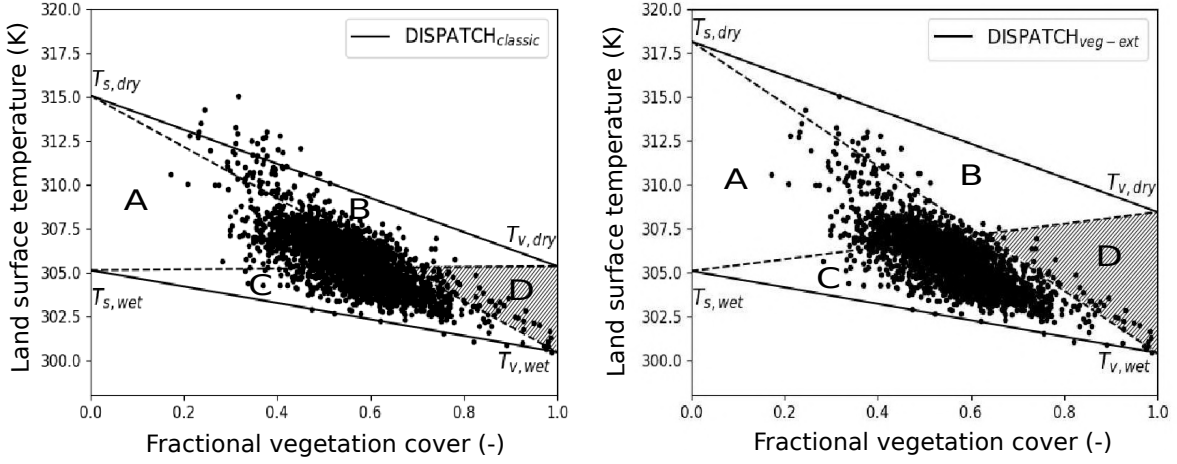 DISPATCH_classic
320.0
317.5
315.0
312.5
310.0
307.5
305.0
302.5
300.0
Land surface temperature (K)
T_s,dry
A
B
C
D
T_v,dry
T_s,wet
T_v,wet
0.0 0.2 0.4 0.6 0.8 1.0
Fractional vegetation cover (-)
DISPATCH_veg-ext
320.0
317.5
315.0
312.5
310.0
307.5
305.0
302.5
300.0
Land surface temperature (K)
T_s,dry
A
B
C
D
T_v,dry
T_s,wet
T_v,wet
0.0 0.2 0.4 0.6 0.8 1.0
Fractional vegetation cover (-)